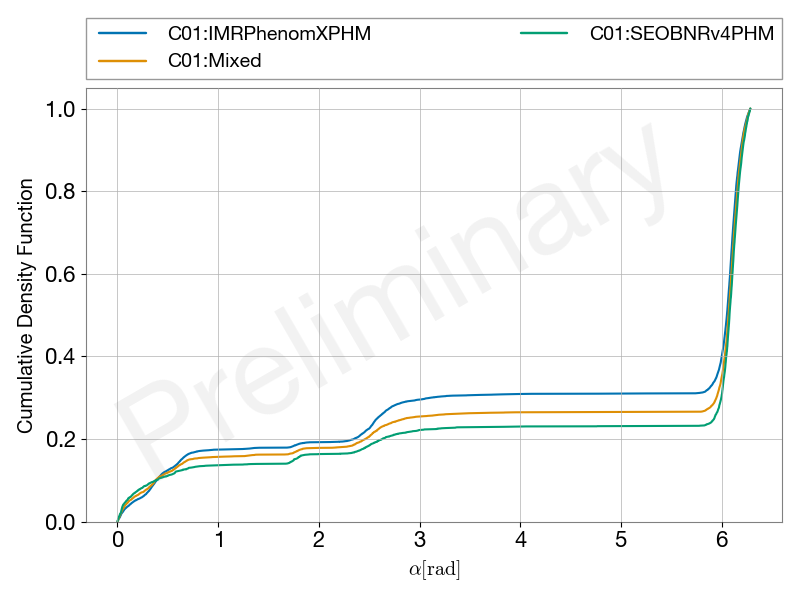 C01:IMRPhenomXPHM
C01:SEOBNRv4PHM
C01:Mixed
Cumulative Density Function
1.0
0.8
0.6
0.4
0.2
0.0
Preliminary
0 1 2 3 4 5 6
α[rad]